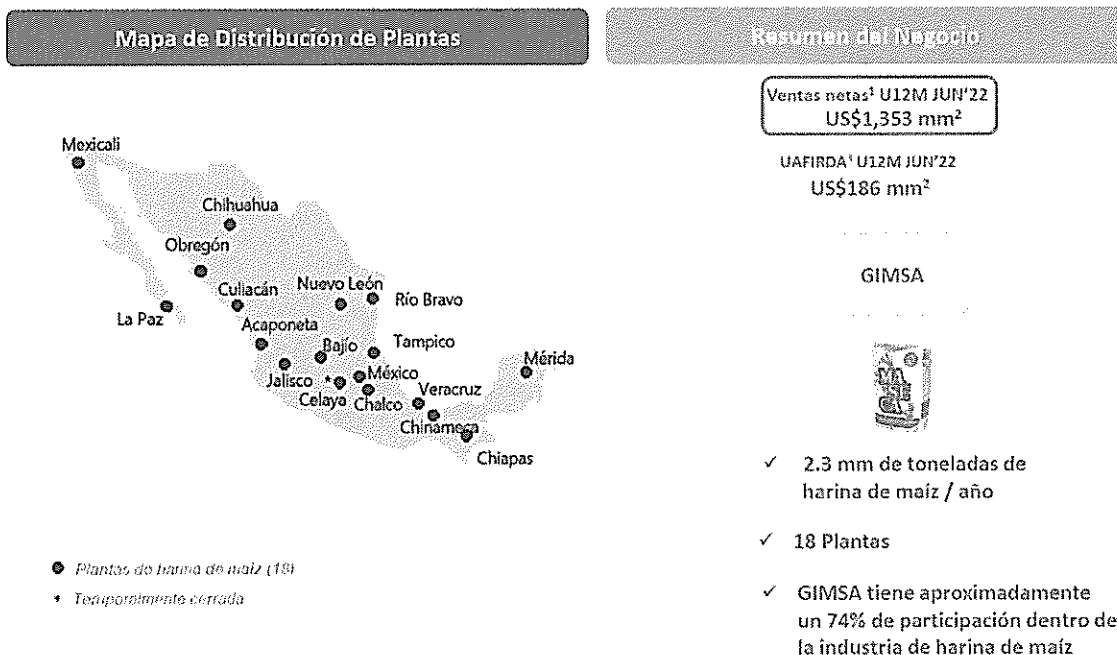 Mapa de Distribución de Plantas
Resumen del Negocio
Ventas netas¹ U12M JUN'22
US$1,353 mm²
UAFIRDA¹ U12M JUN'22
US$186 mm²
GIMSA
MA
SE
CA
2.3 mm de toneladas de
harina de maíz / año
18 Plantas
GIMSA tiene aproximadamente
un 74% de participación dentro de
la industria de harina de maíz
Mexicali
Chihuahua
Obregón
Culiacán
Nuevo León
Río Bravo
La Paz
Acaponeta
Bajío
Tampico
Mérida
Jalisco
*
México
Celaya
Chalco
Veracruz
Chinameca
Chiapas
Plantas de harina de maíz (18)
* Temporalmente cerrada